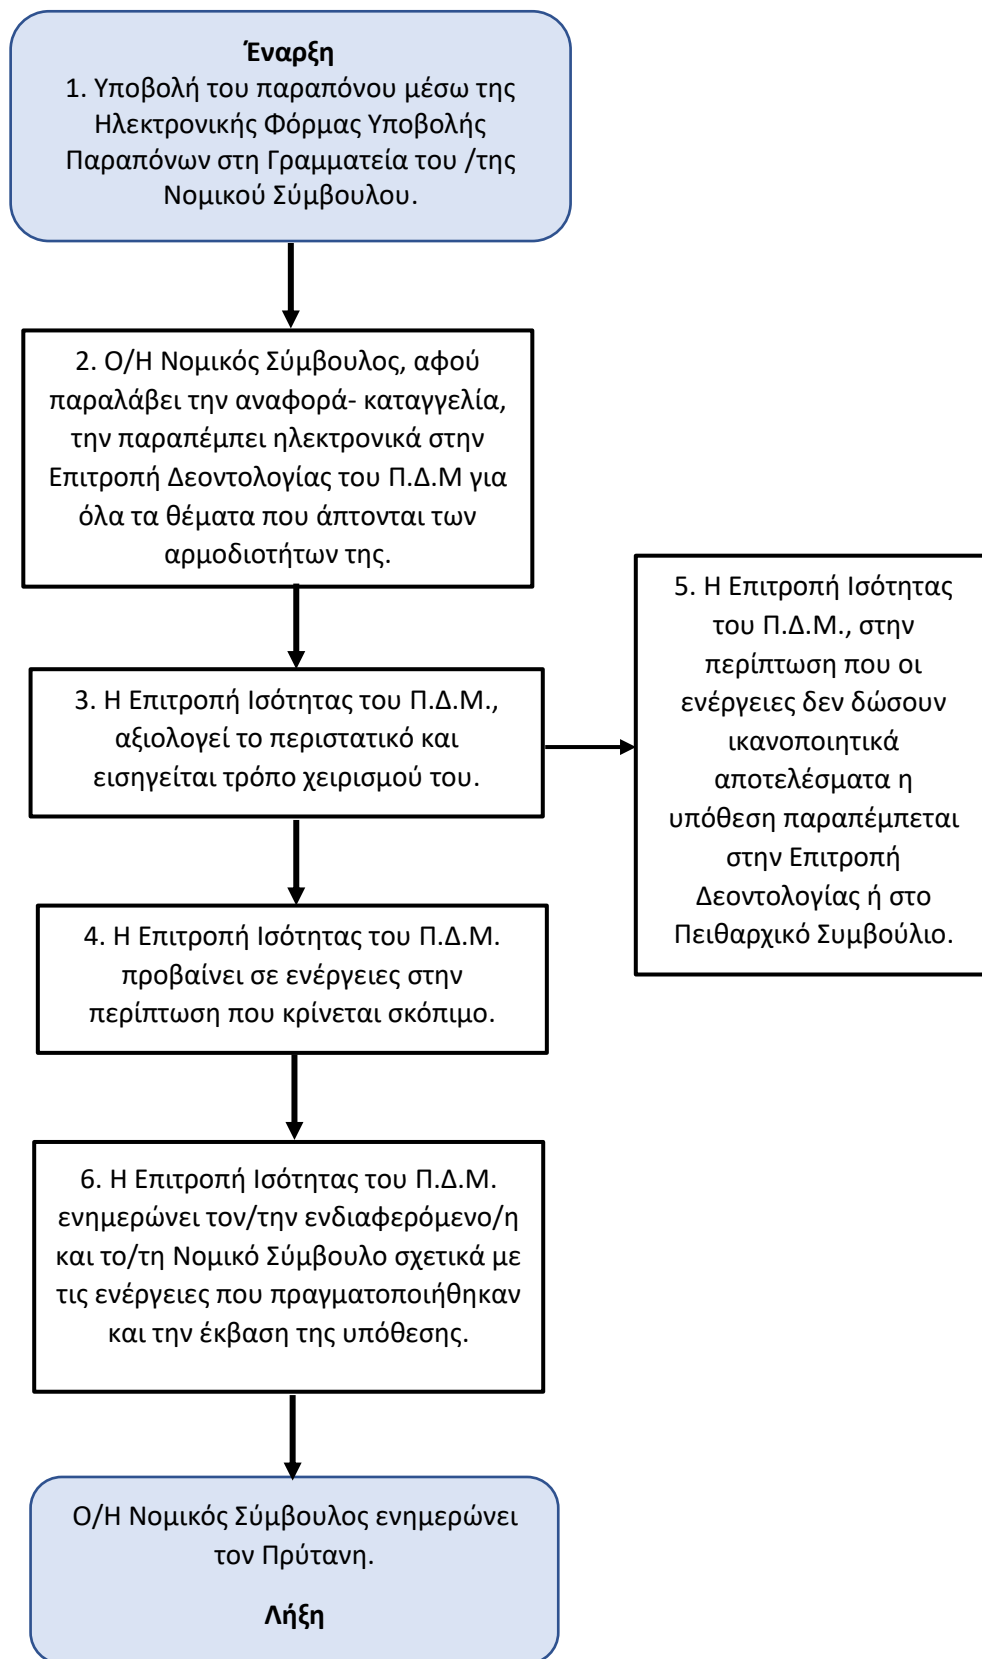 Έναρξη
1. Υποβολή του παραπόνου μέσω της
Ηλεκτρονικής Φόρμας Υποβολής
Παραπόνων στη Γραμματεία του /της
Νομικού Σύμβουλου.
2. Ο/Η Νομικός Σύμβουλος, αφού
παραλάβει την αναφορά- καταγγελία,
την παραπέμπει ηλεκτρονικά στην
Επιτροπή Δεοντολογίας του Π.Δ.Μ για
όλα τα θέματα που άπτονται των
αρμοδιοτήτων της.
3. Η Επιτροπή Ισότητας του Π.Δ.Μ.,
αξιολογεί το περιστατικό και
εισηγείται τρόπο χειρισμού του.
4. Η Επιτροπή Ισότητας του Π.Δ.Μ.
προβαίνει σε ενέργειες στην
περίπτωση που κρίνεται σκόπιμο.
5. Η Επιτροπή Ισότητας
του Π.Δ.Μ., στην
περίπτωση που οι
ενέργειες δεν δώσουν
ικανοποιητικά
αποτελέσματα η
υπόθεση παραπέμπεται
στην Επιτροπή
Δεοντολογίας ή στο
Πειθαρχικό Συμβούλιο.
6. Η Επιτροπή Ισότητας του Π.Δ.Μ.
ενημερώνει τον/την ενδιαφερόμενο/η
και το/τη Νομικό Σύμβουλο σχετικά με
τις ενέργειες που πραγματοποιήθηκαν
και την έκβαση της υπόθεσης.
Ο/Η Νομικός Σύμβουλος ενημερώνει
τον Πρύτανη.
Λήξη